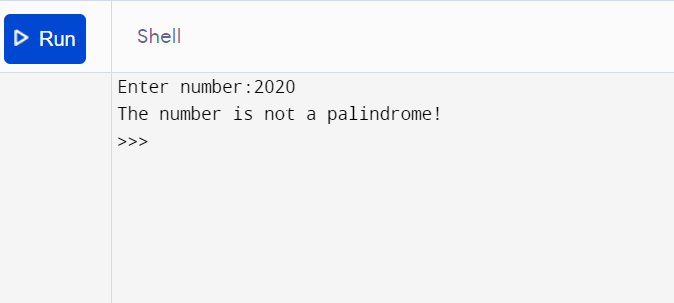 Run
Shell
Enter number:2020
The number is not a palindrome!
>>>